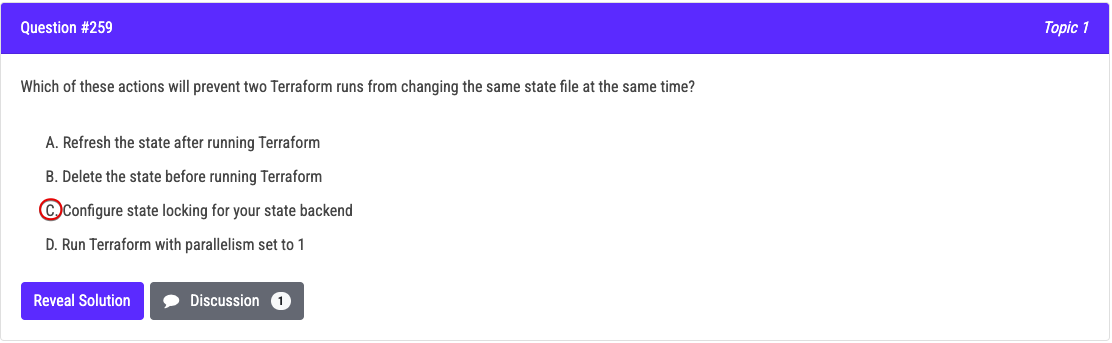 Question #259
Topic 1
Which of these actions will prevent two Terraform runs from changing the same state file at the same time?
A. Refresh the state after running Terraform
B. Delete the state before running Terraform
C. Configure state locking for your state backend
D. Run Terraform with parallelism set to 1
Reveal Solution
Discussion 1